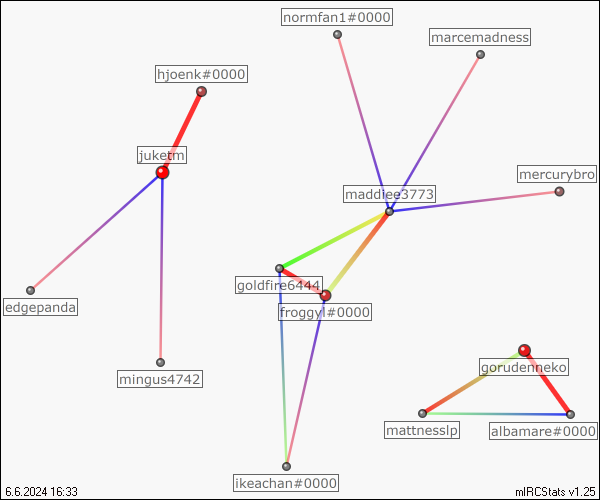 normfan1#0000
marcemadness
hjoenk#0000
juketm
mercurybro
maddiee3773
goldfire6444
edgepanda
froggyl#0000
gorudenneko
mingus4742
mattnesslp
albamare#0000
ikeachan#0000
6.6.2024 16:33
mIRCStats v1.25